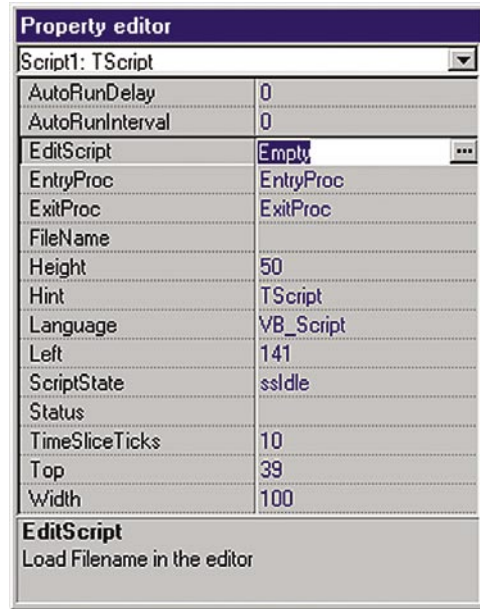 Property editor
Script1: TScript
AutoRunDelay 0
AutoRunInterval 0
EditScript Empty ...
EntryProc EntryProc
ExitProc ExitProc
FileName
Height 50
Hint TScript
Language VB_Script
Left 141
ScriptState ssIdle
Status
TimeSliceTicks 10
Top 39
Width 100
EditScript
Load Filename in the editor